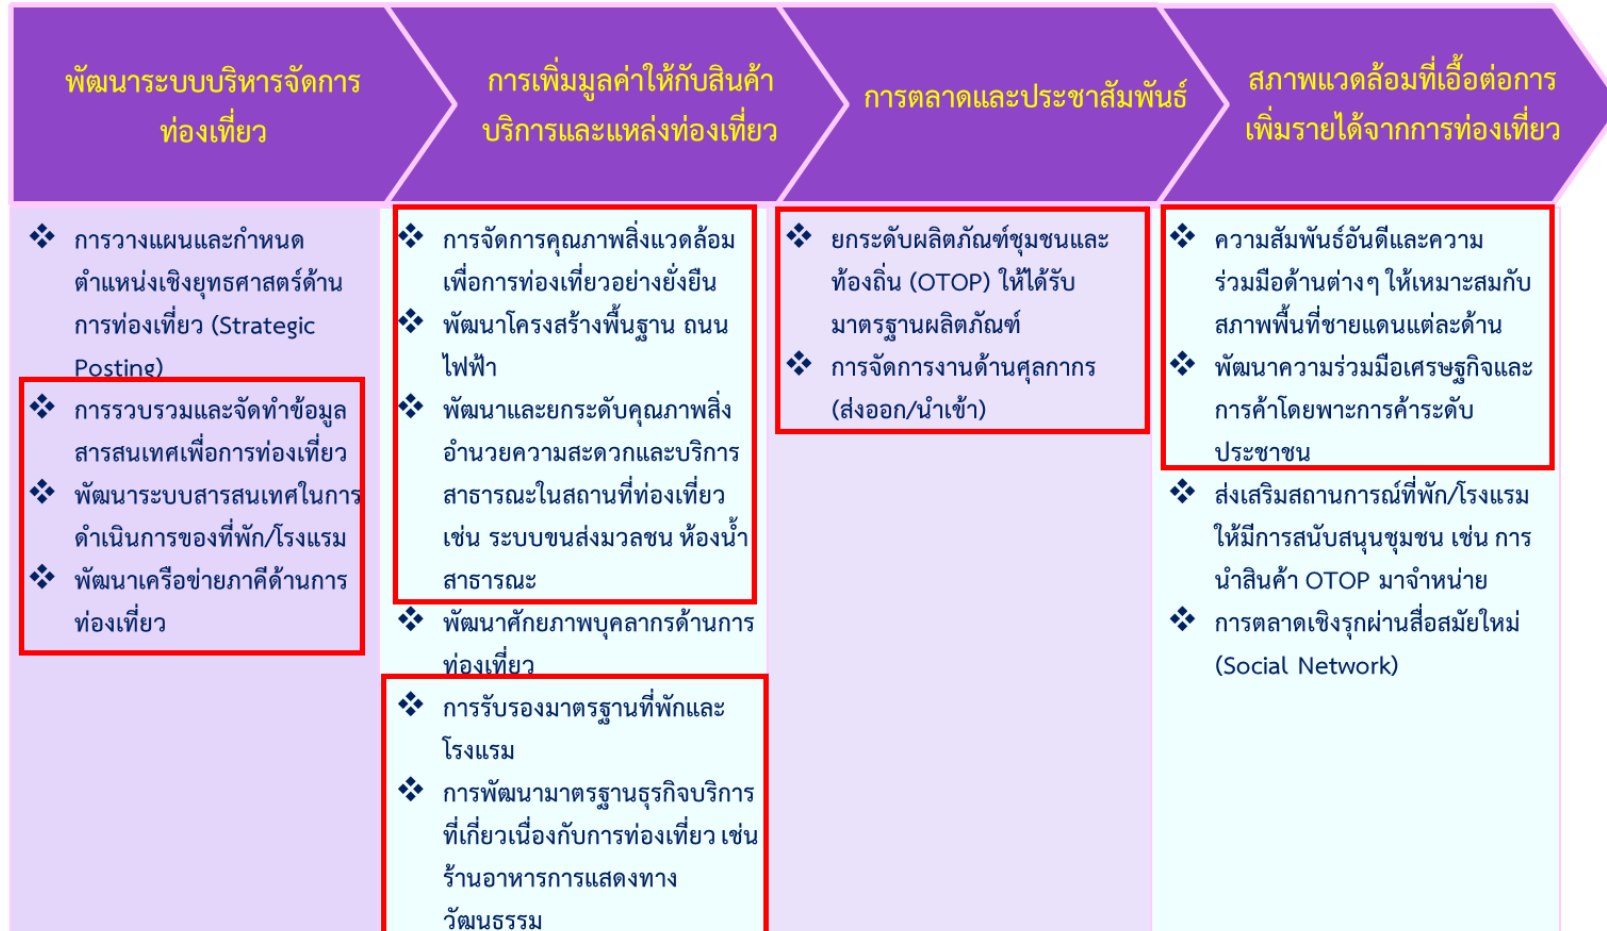 พัฒนาระบบบริหารจัดการ
ท่องเที่ยว
การเพิ่มมูลค่าให้กับสินค้า
บริการและแหล่งท่องเที่ยว
การตลาดและประชาสัมพันธ์
สภาพแวดล้อมที่เอื้อต่อการ
เพิ่มรายได้จากการท่องเที่ยว
❖ การวางแผนและกำหนด
ตำแหน่งเชิงยุทธศาสตร์ด้าน
การท่องเที่ยว (Strategic
Posting)
❖ การรวบรวมและจัดทำข้อมูล
สารสนเทศเพื่อการท่องเที่ยว
❖ พัฒนาระบบสารสนเทศในการ
ดำเนินการของที่พัก/โรงแรม
❖ พัฒนาเครือข่ายภาคีด้านการ
ท่องเที่ยว
❖ การจัดการคุณภาพสิ่งแวดล้อม
เพื่อการท่องเที่ยวอย่างยั่งยืน
❖ พัฒนาโครงสร้างพื้นฐาน ถนน
ไฟฟ้า
❖ พัฒนาและยกระดับคุณภาพสิ่ง
อำนวยความสะดวกและบริการ
สาธารณะในสถานที่ท่องเที่ยว
เช่น ระบบขนส่งมวลชน ห้องน้ำ
สาธารณะ
❖ พัฒนาศักยภาพบุคลากรด้านการ
ท่องเที่ยว
❖ การรับรองมาตรฐานที่พักและ
โรงแรม
❖ การพัฒนามาตรฐานธุรกิจบริการ
ที่เกี่ยวเนื่องกับการท่องเที่ยว เช่น
ร้านอาหารการแสดงทาง
วัฒนธรรม
❖ ยกระดับผลิตภัณฑ์ชุมชนและ
ท้องถิ่น (OTOP) ให้ได้รับ
มาตรฐานผลิตภัณฑ์
❖ การจัดการงานด้านศุลกากร
(ส่งออก/นำเข้า)
❖ ความสัมพันธ์อันดีและความ
ร่วมมือด้านต่างๆ ให้เหมาะสมกับ
สภาพพื้นที่ชายแดนแต่ละด้าน
❖ พัฒนาความร่วมมือเศรษฐกิจและ
การค้าโดยพาะการค้าระดับ
ประชาชน
❖ ส่งเสริมสถานการณ์ที่พัก/โรงแรม
ให้มีการสนับสนุนชุมชน เช่น การ
นำสินค้า OTOP มาจำหน่าย
❖ การตลาดเชิงรุกผ่านสื่อสมัยใหม่
(Social Network)